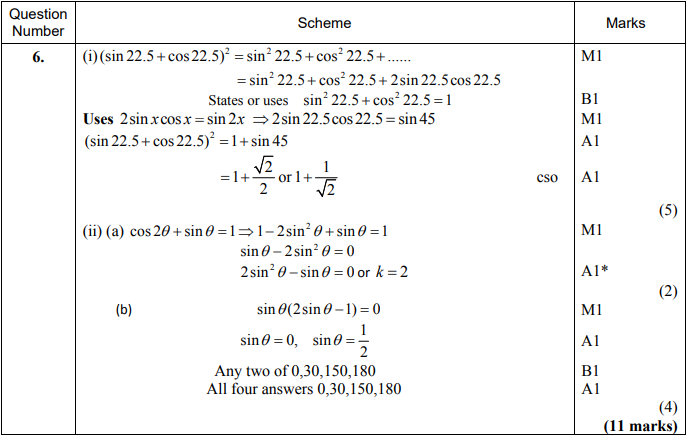 Question Number Scheme Marks
6. (i) (sin 22.5 + cos 22.5)² = sin² 22.5 + cos² 22.5 + ...... M1
= sin² 22.5 + cos² 22.5 + 2 sin 22.5 cos 22.5
States or uses sin² 22.5 + cos² 22.5 = 1 B1
Uses 2 sin x cos x = sin 2x ⇒ 2 sin 22.5 cos 22.5 = sin 45 M1
(sin 22.5 + cos 22.5)² = 1 + sin 45 A1
= 1 + √2/2 or 1 + 1/√2 cso A1
(5)
(ii) (a) cos 2θ + sin θ = 1 ⇒ 1 − 2 sin² θ + sin θ = 1 M1
sin θ − 2 sin² θ = 0
2 sin² θ − sin θ = 0 or k = 2 A1*
(2)
(b) sin θ(2 sin θ − 1) = 0 M1
sin θ = 0, sin θ = 1/2 A1
Any two of 0,30,150,180 B1
All four answers 0,30,150,180 A1
(4)
(11 marks)